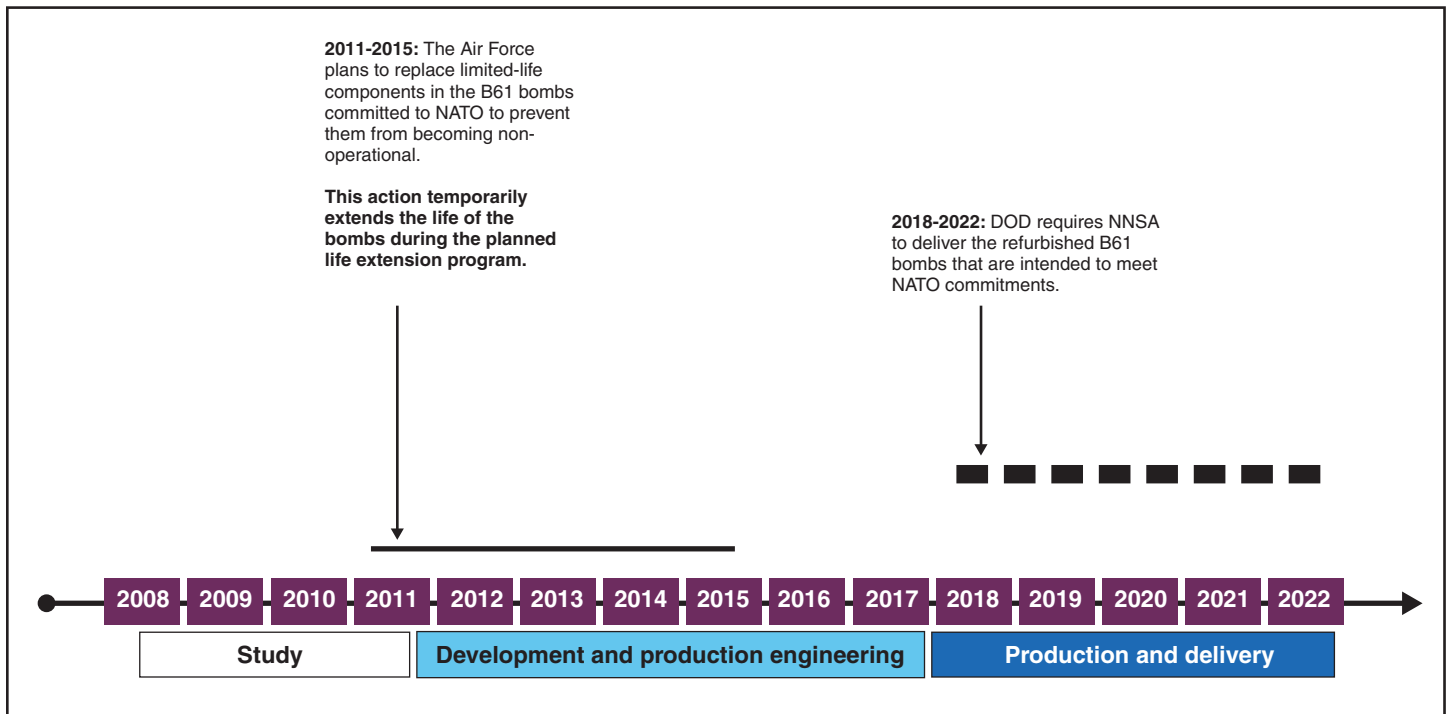 2011-2015: The Air Force
plans to replace limited-life
components in the B61 bombs
committed to NATO to prevent
them from becoming non-
operational.
This action temporarily
extends the life of the
bombs during the planned
life extension program.
2018-2022: DOD requires NNSA
to deliver the refurbished B61
bombs that are intended to meet
NATO commitments.
2008 2009 2010 2011 2012 2013 2014 2015 2016 2017 2018 2019 2020 2021 2022
Study Development and production engineering Production and delivery